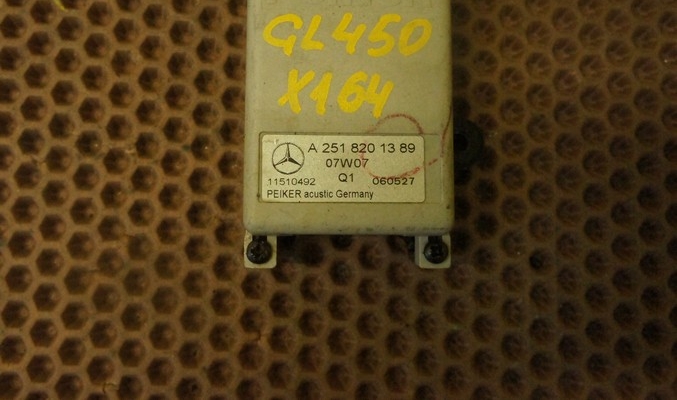 GL450
X164
A 251 820 13 89
07W07
11510492 Q1 060527
PEIKER acustic Germany